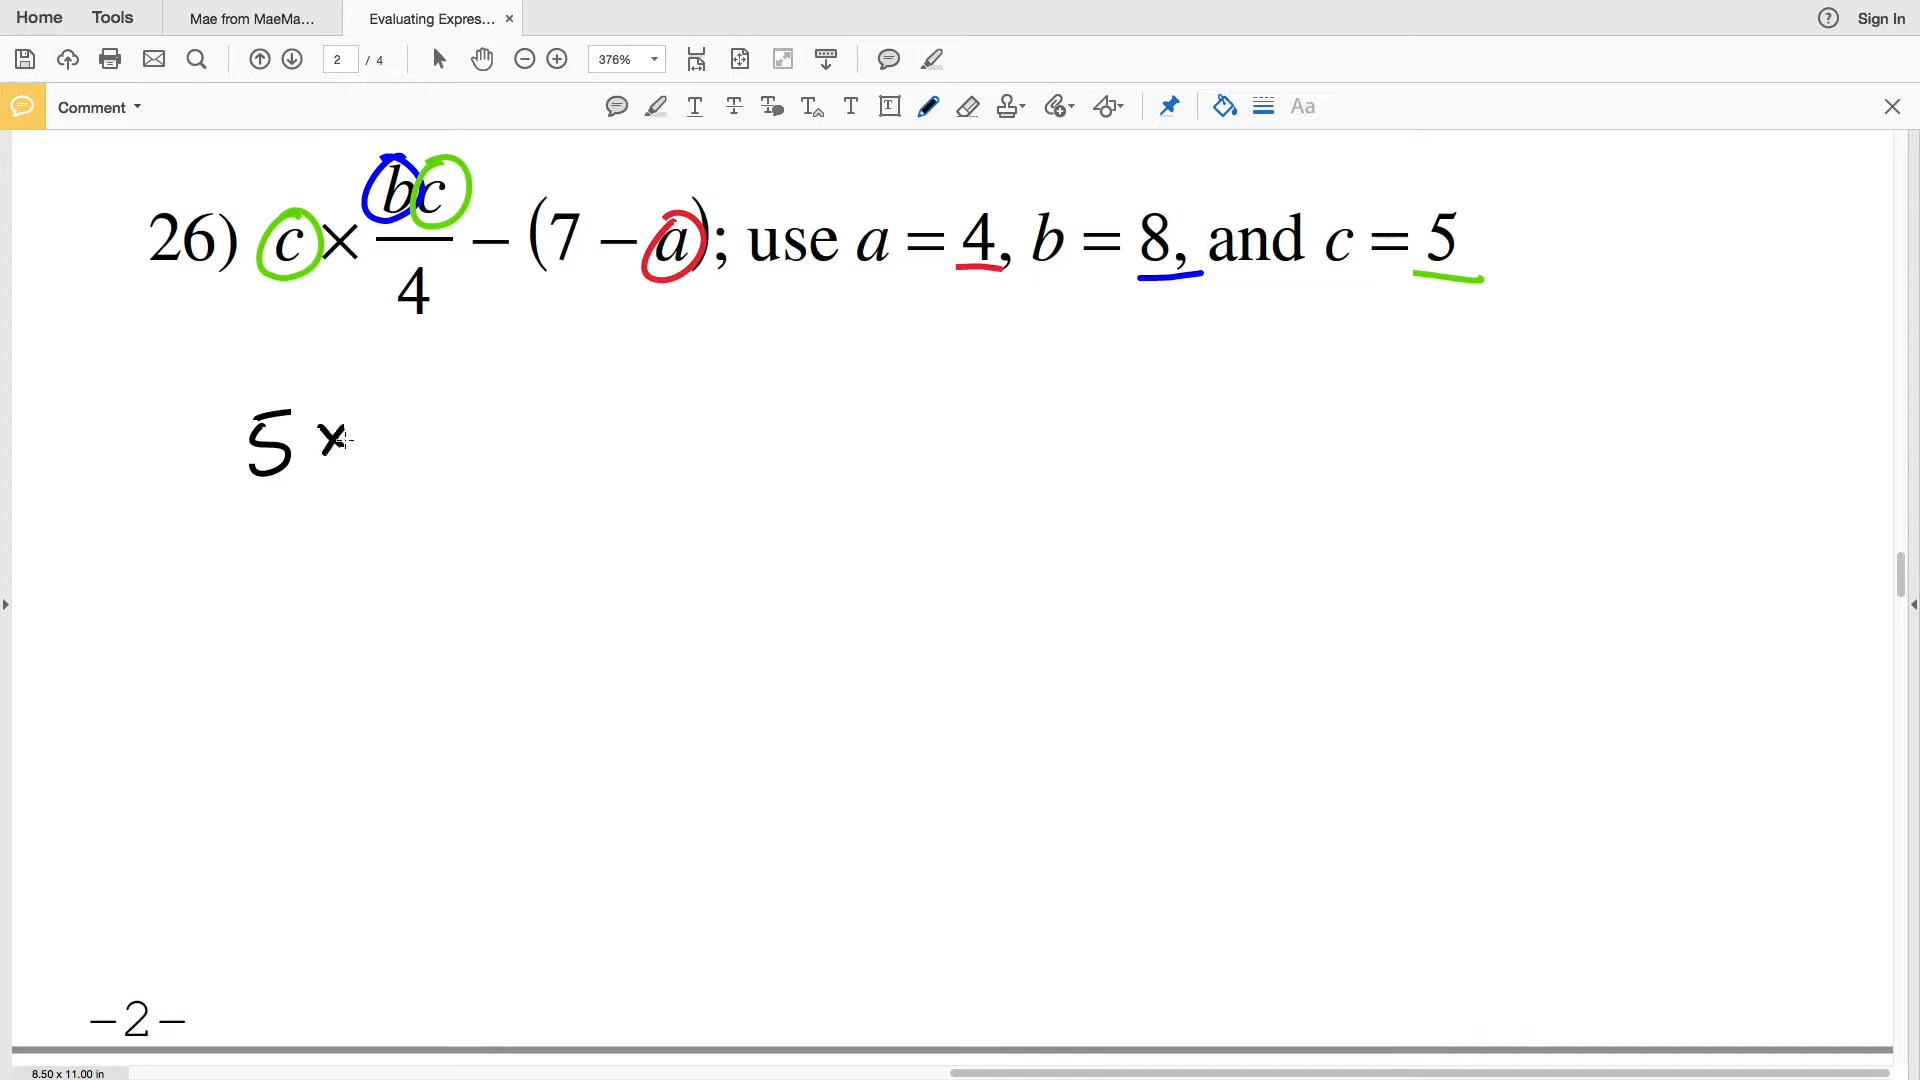 Home Tools Mae from MaeMa... Evaluating Expres... × ? Sign In
2 / 4 376%
Comment T T T T T T Aa
26) c × bc/4 − (7 − a); use a = 4, b = 8, and c = 5
5 ×
-2-
8.50 x 11.00 in